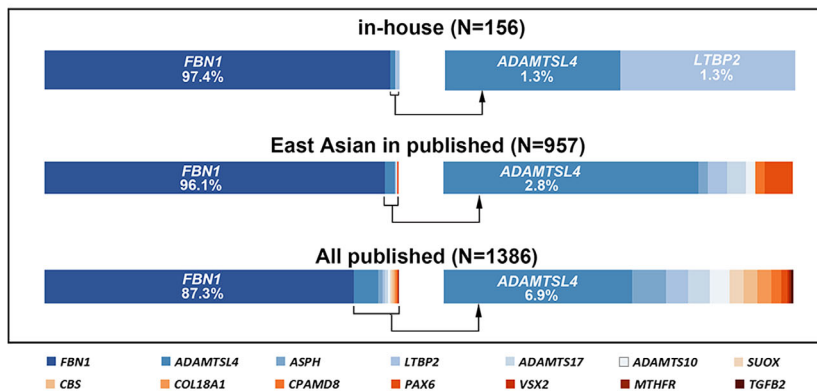 in-house (N=156)
FBN1 ADAMTSL4 LTBP2
97.4% 1.3% 1.3%
East Asian in published (N=957)
FBN1 ADAMTSL4
96.1% 2.8%
All published (N=1386)
FBN1 ADAMTSL4
87.3% 6.9%
FBN1 ADAMTSL4 ASPH LTBP2 ADAMTS17 ADAMTS10 SUOX
CBS COL18A1 CPAMD8 PAX6 VSX2 MTHFR TGFB2